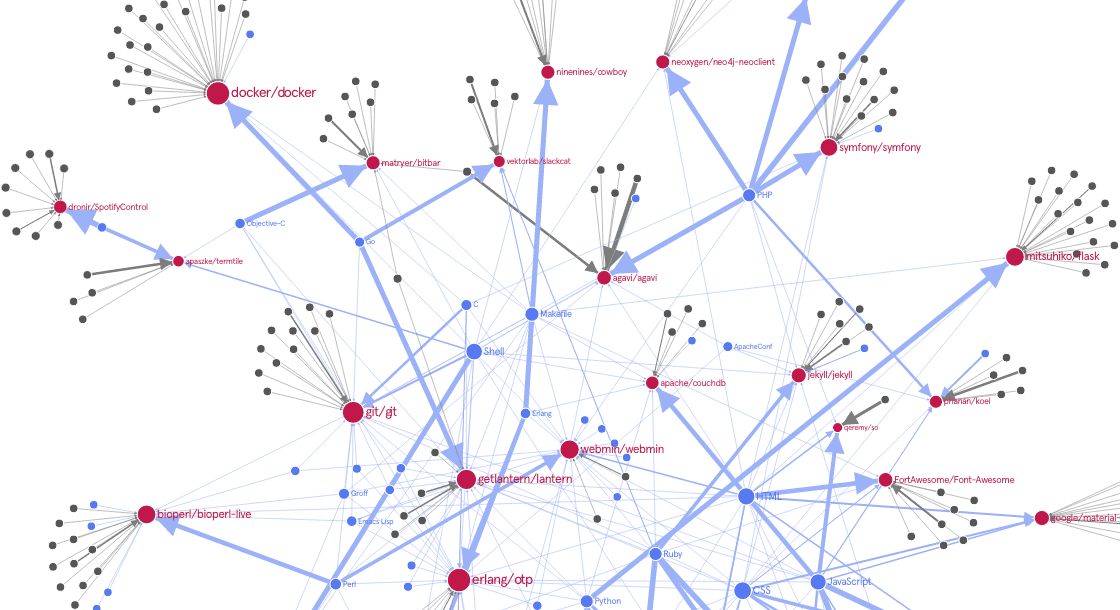 ninenines/cowboy
neoxygen/neo4j-neoclient
docker/docker
symfony/symfony
matryer/bitbar
vektorlab/slackcat
PHP
dronir/SpotifyControl
Objective-C
Go
apaszke/termtile
mitsuhiko/flask
agavi/agavi
C
Makefile
Shell
ApacheConf
apache/couchdb
jekyll/jekyll
phanan/koel
git/git
Erlang
qeremy/so
webmin/webmin
getlantern/lantern
FortAwesome/Font-Awesome
Groff
HTML
bioperl/bioperl-live
Emacs Lisp
google/material-
Ruby
erlang/otp
Perl
CSS
JavaScript
Python